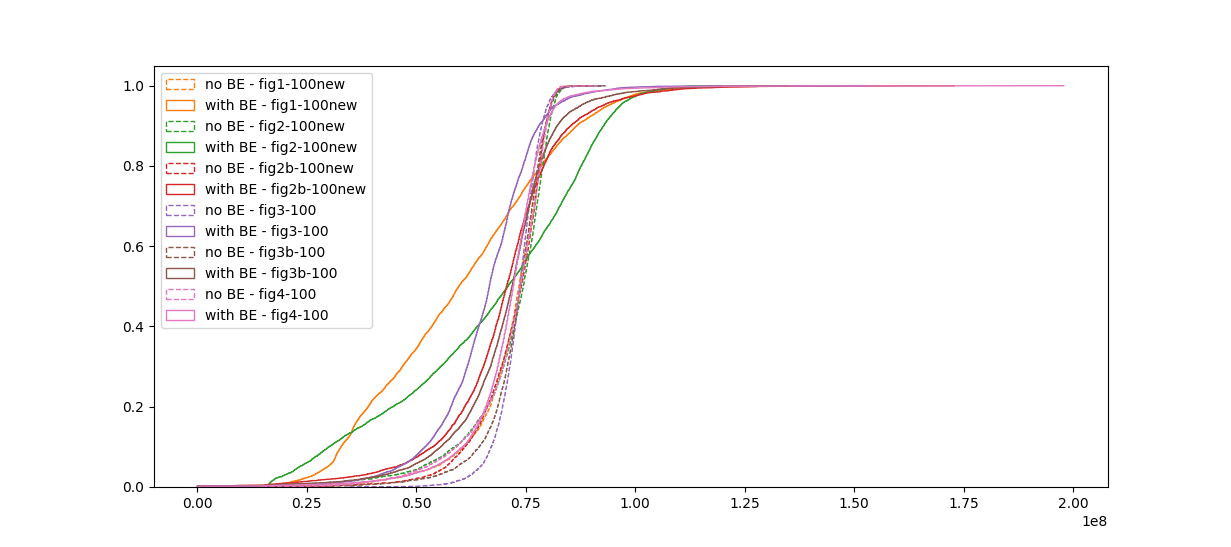 1.0
0.8
0.6
0.4
0.2
0.0
no BE - fig1-100new
with BE - fig1-100new
no BE - fig2-100new
with BE - fig2-100new
no BE - fig2b-100new
with BE - fig2b-100new
no BE - fig3-100
with BE - fig3-100
no BE - fig3b-100
with BE - fig3b-100
no BE - fig4-100
with BE - fig4-100
0.00 0.25 0.50 0.75 1.00 1.25 1.50 1.75 2.00
1e8